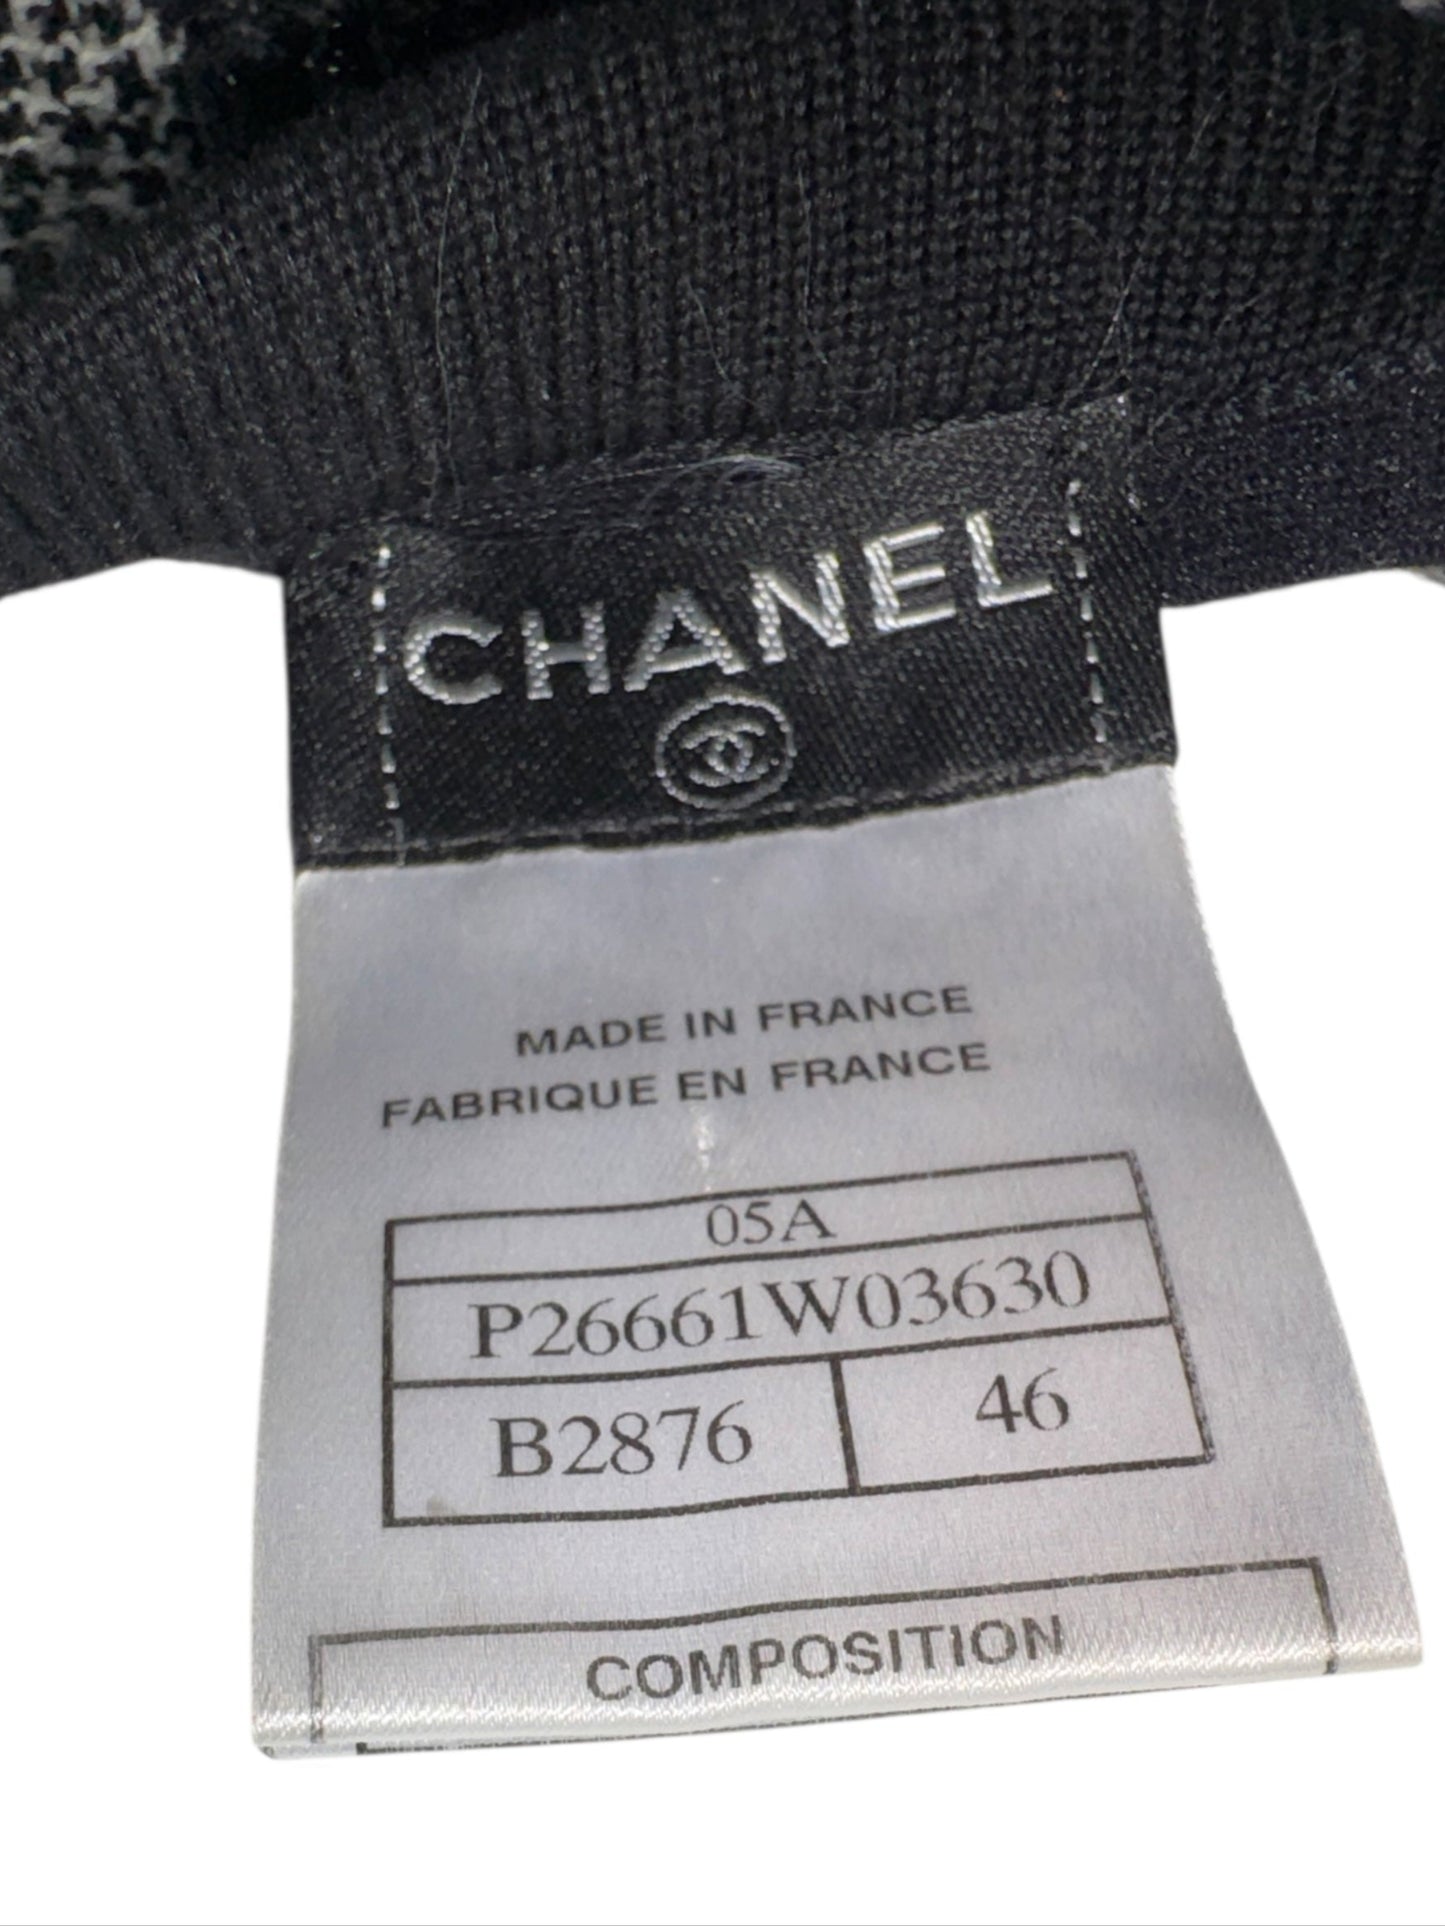 CHANEL
MADE IN FRANCE
FABRIQUE EN FRANCE
05A
P26661W03630
B2876 46
COMPOSITION